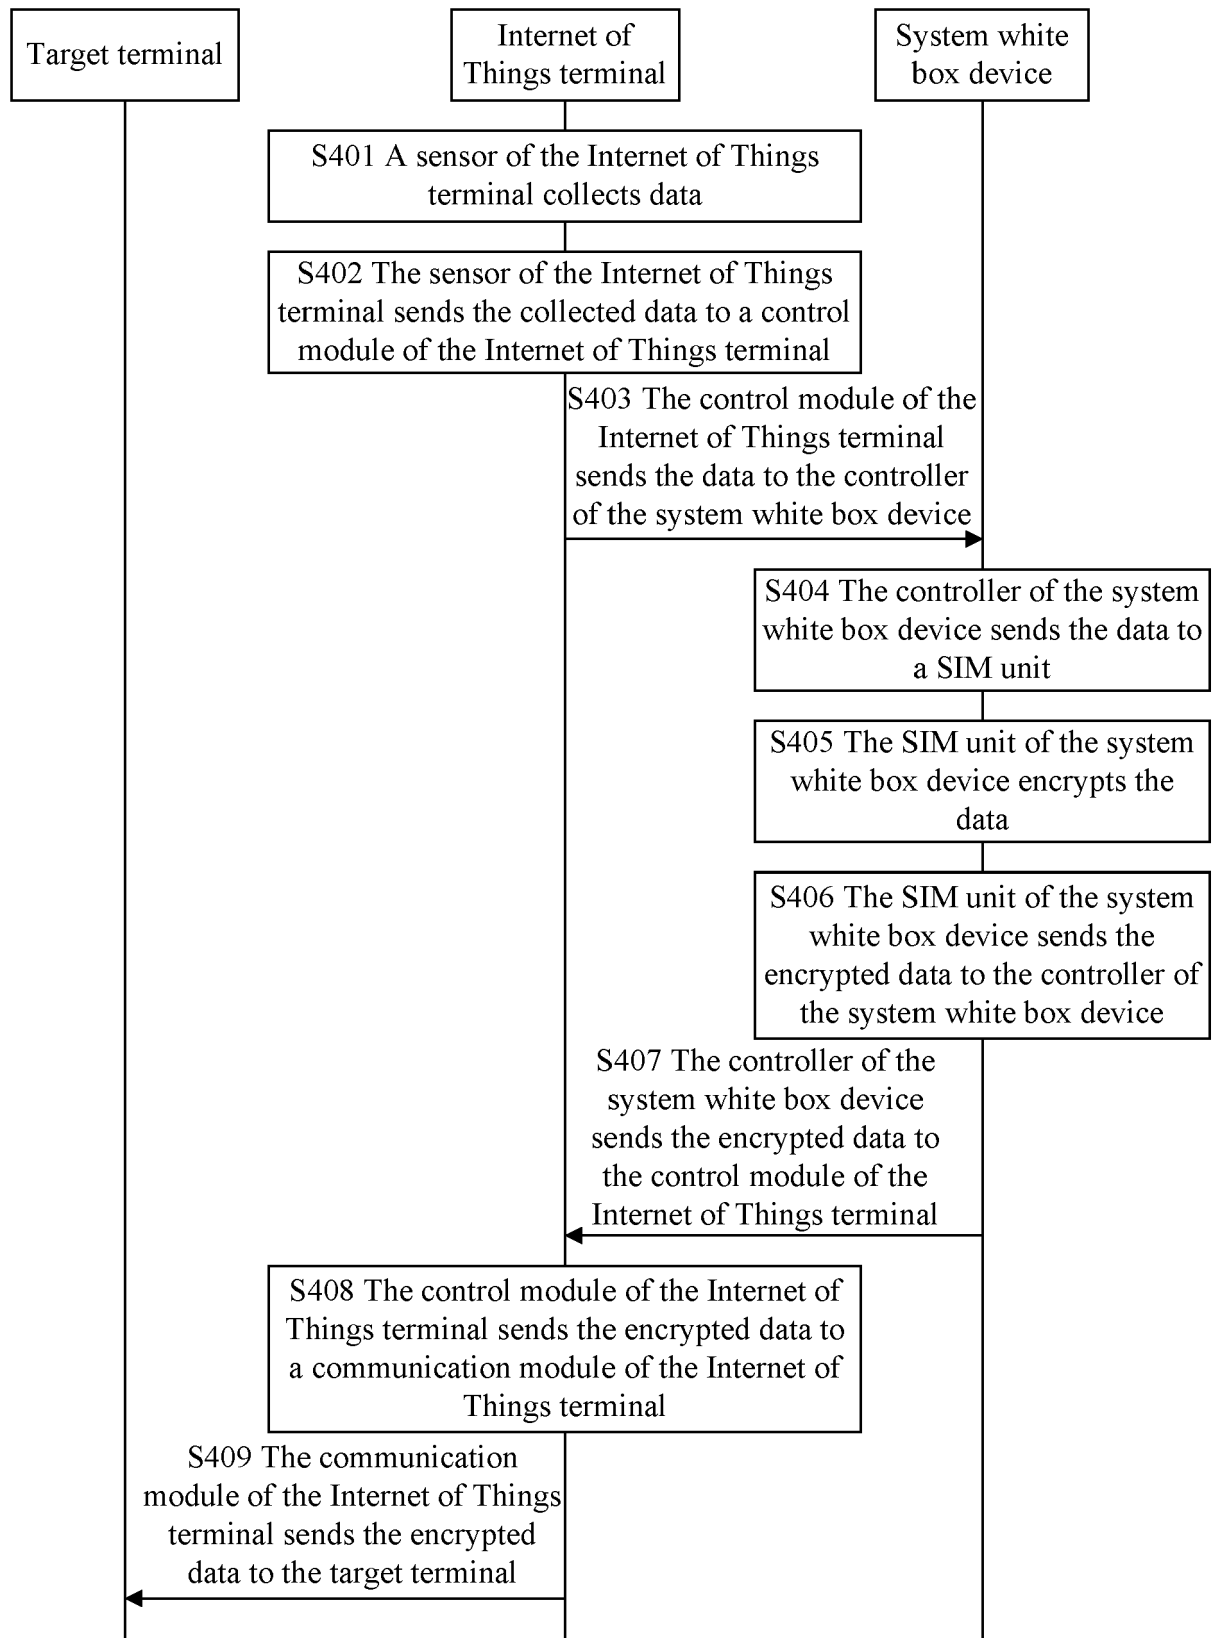 Target terminal
Internet of
Things terminal
System white
box device
S401 A sensor of the Internet of Things
terminal collects data
S402 The sensor of the Internet of Things
terminal sends the collected data to a control
module of the Internet of Things terminal
S403 The control module of the
Internet of Things terminal
sends the data to the controller
of the system white box device
S404 The controller of the system
white box device sends the data to
a SIM unit
S405 The SIM unit of the system
white box device encrypts the
data
S406 The SIM unit of the system
white box device sends the
encrypted data to the controller of
the system white box device
S407 The controller of the
system white box device
sends the encrypted data to
the control module of the
Internet of Things terminal
S408 The control module of the Internet of
Things terminal sends the encrypted data to
a communication module of the Internet of
Things terminal
S409 The communication
module of the Internet of Things
terminal sends the encrypted
data to the target terminal